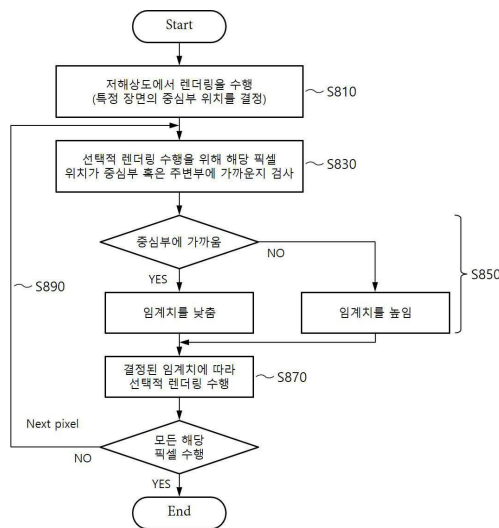 Start
저해상도에서 렌더링을 수행
(특정 장면의 중심부 위치를 결정)
S810
선택적 렌더링 수행을 위해 해당 픽셀
위치가 중심부 혹은 주변부에 가까운지 검사
S830
중심부에 가까움
NO
YES
S850
S890
임계치를 낮춤
임계치를 높임
결정된 임계치에 따라
선택적 렌더링 수행
S870
Next pixel
모든 해당
픽셀 수행
NO
YES
End